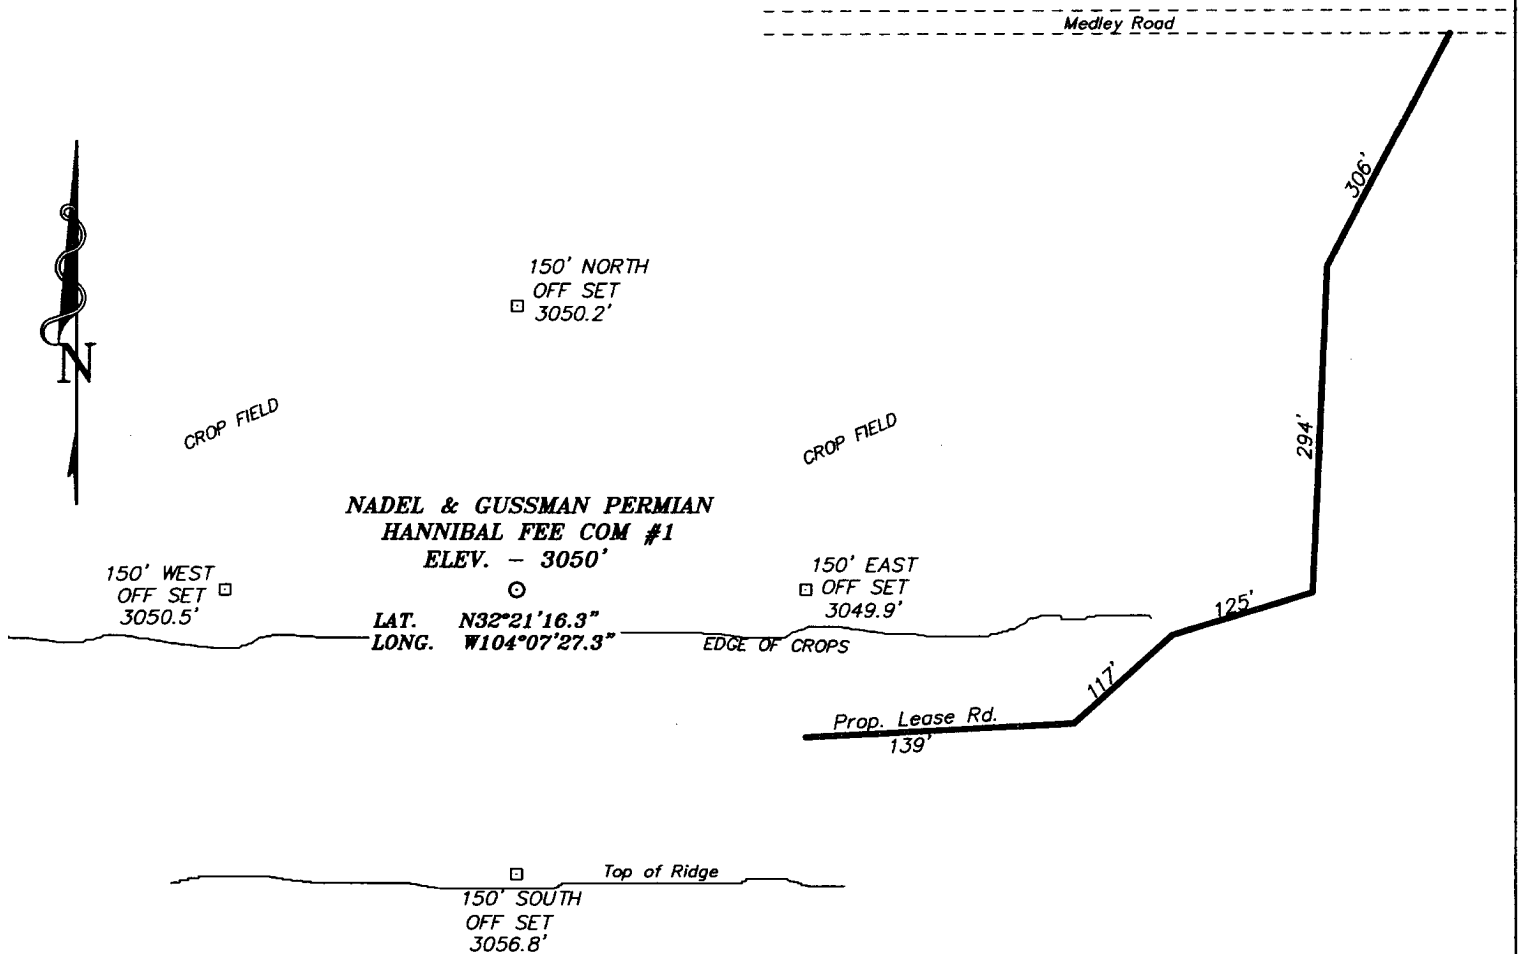 Medley Road
306'
150' NORTH
OFF SET
3050.2'
N
CROP FIELD
CROP FIELD
294'
NADEL & GUSSMAN PERMIAN
HANNIBAL FEE COM #1
ELEV. - 3050'
150' WEST
OFF SET
3050.5'
150' EAST
OFF SET
3049.9'
LAT. N32°21'16.3"
LONG. W104°07'27.3"
EDGE OF CROPS
125'
117'
Prop. Lease Rd.
139'
Top of Ridge
150' SOUTH
OFF SET
3056.8'